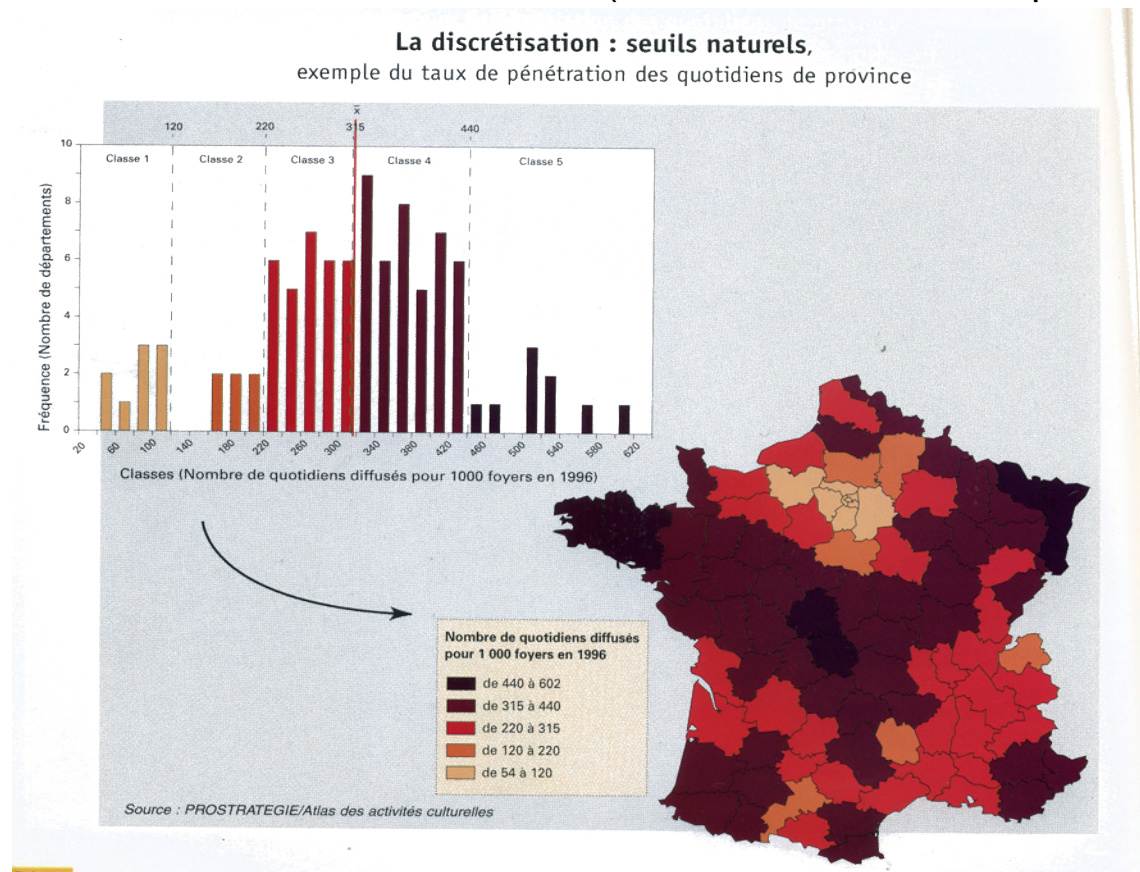 La discrétisation : seuils naturels,
exemple du taux de pénétration des quotidiens de province
x̄
120 220 315 440
Classe 1 Classe 2 Classe 3 Classe 4 Classe 5
Fréquence (Nombre de départements)
10
8
6
4
2
0
20 60 100 140 180 220 260 300 340 380 420 460 500 540 580 620
Classes (Nombre de quotidiens diffusés pour 1000 foyers en 1996)
Nombre de quotidiens diffusés
pour 1 000 foyers en 1996
de 440 à 602
de 315 à 440
de 220 à 315
de 120 à 220
de 54 à 120
Source : PROSTRATEGIE/Atlas des activités culturelles